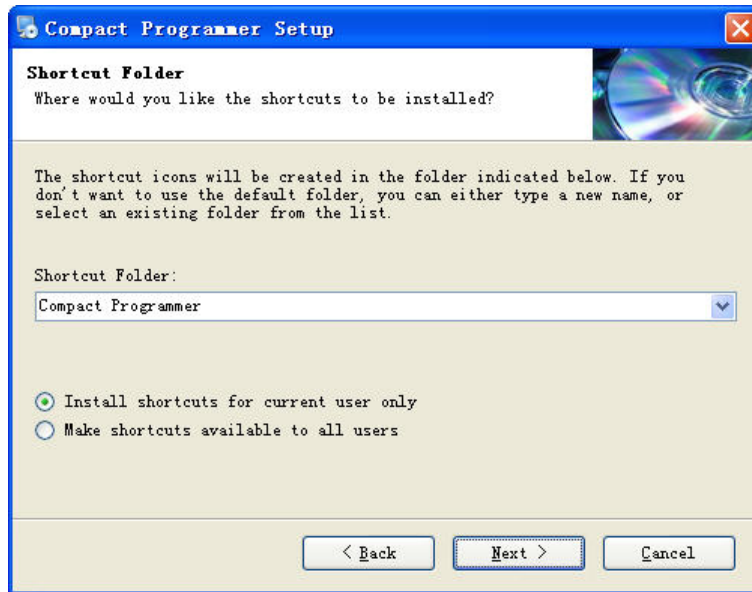 Compact Programmer Setup
Shortcut Folder
Where would you like the shortcuts to be installed?
The shortcut icons will be created in the folder indicated below. If you
don't want to use the default folder, you can either type a new name, or
select an existing folder from the list.
Shortcut Folder:
Compact Programmer
Install shortcuts for current user only
Make shortcuts available to all users
< Back
Next >
Cancel